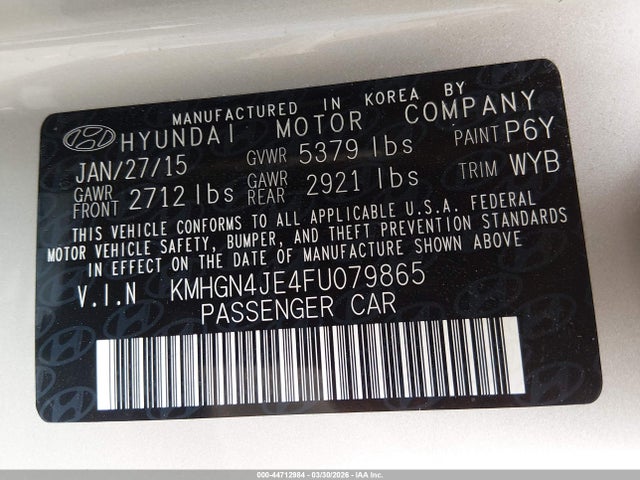 MANUFACTURED IN KOREA BY
HYUNDAI MOTOR COMPANY
JAN/27/15 GVWR 5379 lbs PAINT P6Y
GAWR FRONT 2712 lbs GAWR REAR 2921 lbs TRIM WYB
THIS VEHICLE CONFORMS TO ALL APPLICABLE U.S.A. FEDERAL
MOTOR VEHICLE SAFETY, BUMPER, AND THEFT PREVENTION STANDARDS
IN EFFECT ON THE DATE OF MANUFACTURE SHOWN ABOVE.
V.I.N KMHGN4JE4FU079865
PASSENGER CAR
000-44712984 - 03/30/2026 - IAA Inc.